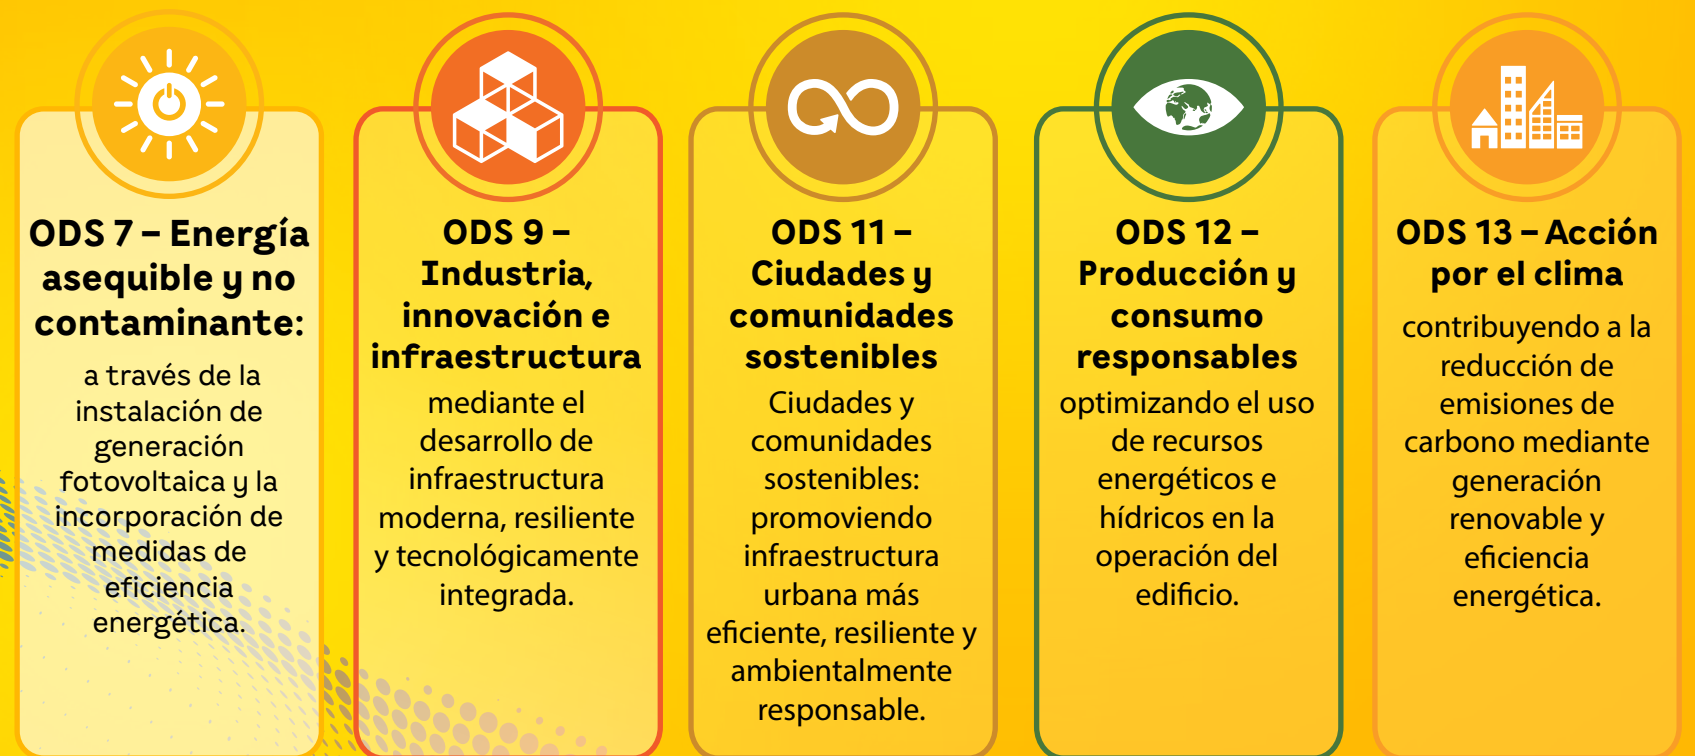 ODS 7 – Energía
asequible y no
contaminante:
a través de la
instalación de
generación
fotovoltaica y la
incorporación de
medidas de
eficiencia
energética.
ODS 9 –
Industria,
innovación e
infraestructura
mediante el
desarrollo de
infraestructura
moderna, resiliente
y tecnológicamente
integrada.
ODS 11 –
Ciudades y
comunidades
sostenibles
Ciudades y
comunidades
sostenibles:
promoviendo
infraestructura
urbana más
eficiente, resiliente y
ambientalmente
responsable.
ODS 12 –
Producción y
consumo
responsables
optimizando el uso
de recursos
energéticos e
hídricos en la
operación del
edificio.
ODS 13 – Acción
por el clima
contribuyendo a la
reducción de
emisiones de
carbono mediante
generación
renovable y
eficiencia
energética.